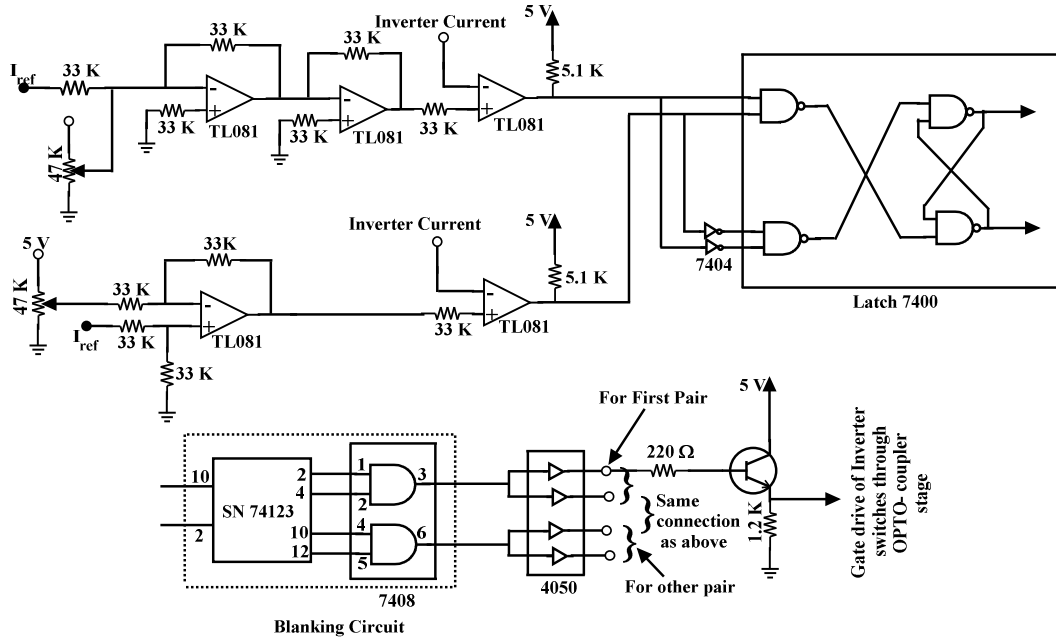 Inverter Current
5 V
33 K
33 K
I ref
33 K
5.1 K
33 K
TL081
33 K
TL081
33 K
33 K
TL081
47 K
Inverter Current
5 V
5 V
33K
5.1 K
7404
Latch 7400
47 K
33 K
33 K
TL081
33 K
TL081
I ref
33 K
5 V
For First Pair
220 Ω
10
SN 74123
2
2
4
10
12
1
2
3
4
5
6
7408
Blanking Circuit
4050
Same connection as above
For other pair
1.2 K
Gate drive of Inverter
switches through
OPTO- coupler
stage